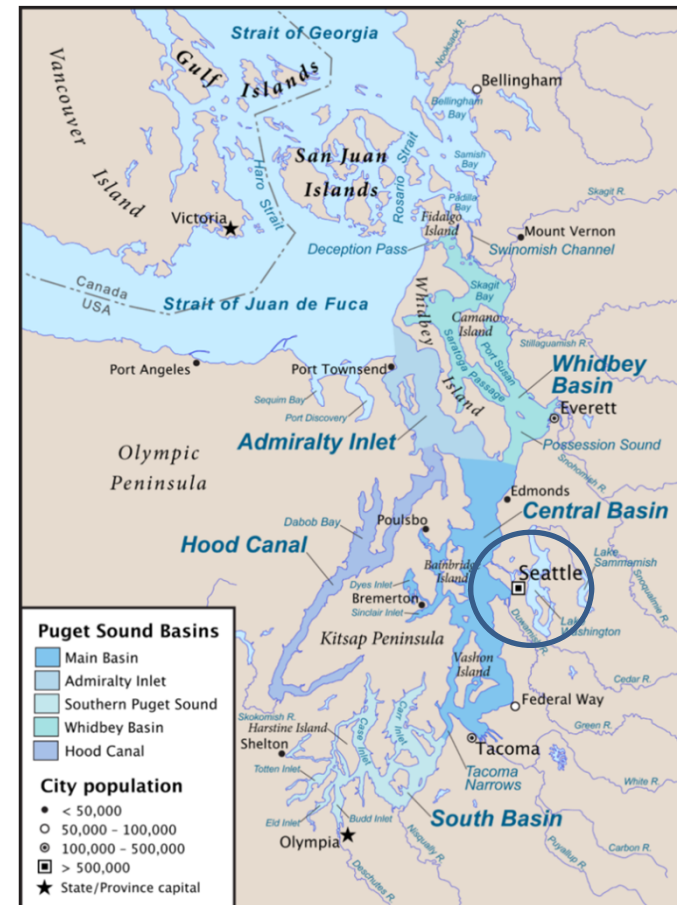 Strait of Georgia
Nooksack R.
Vancouver
Island
Gulf
Islands
Bellingham
Bellingham
Bay
San Juan
Islands
Haro Strait
Rosario Strait
Samish
Bay
Padilla
Bay
Skagit R.
Victoria
Fidalgo
Island
Mount Vernon
Deception Pass
Swinomish Channel
Canada
USA
Strait of Juan de Fuca
Skagit
Bay
Whidbey
Island
Camano
Island
Saratoga Passage
Port Susan
Stillaguamish R.
Whidbey
Basin
Port Angeles
Port Townsend
Sequim Bay
Port Discovery
Everett
Admiralty Inlet
Possession Sound
Snohomish R.
Olympic
Peninsula
Edmonds
Central Basin
Dabob Bay
Poulsbo
Hood Canal
Bainbridge
Island
Lake
Sammamish
Seattle
Snoqualmie R.
Dyes Inlet
Bremerton
Sinclair Inlet
Duwamish R.
Lake
Washington
Kitsap Peninsula
Vashon
Island
Cedar R.
Federal Way
Green R.
Skokomish R.
Harstine Island
Shelton
Case Inlet
Carr Inlet
Tacoma
Tacoma
Narrows
White R.
Totten Inlet
Eld Inlet
Budd Inlet
South Basin
Olympia
Nisqually R.
Deschutes R.
Puyallup R.
Carbon R.
Puget Sound Basins
Main Basin
Admiralty Inlet
Southern Puget Sound
Whidbey Basin
Hood Canal
City population
< 50,000
50,000 – 100,000
100,000 – 500,000
> 500,000
State/Province capital